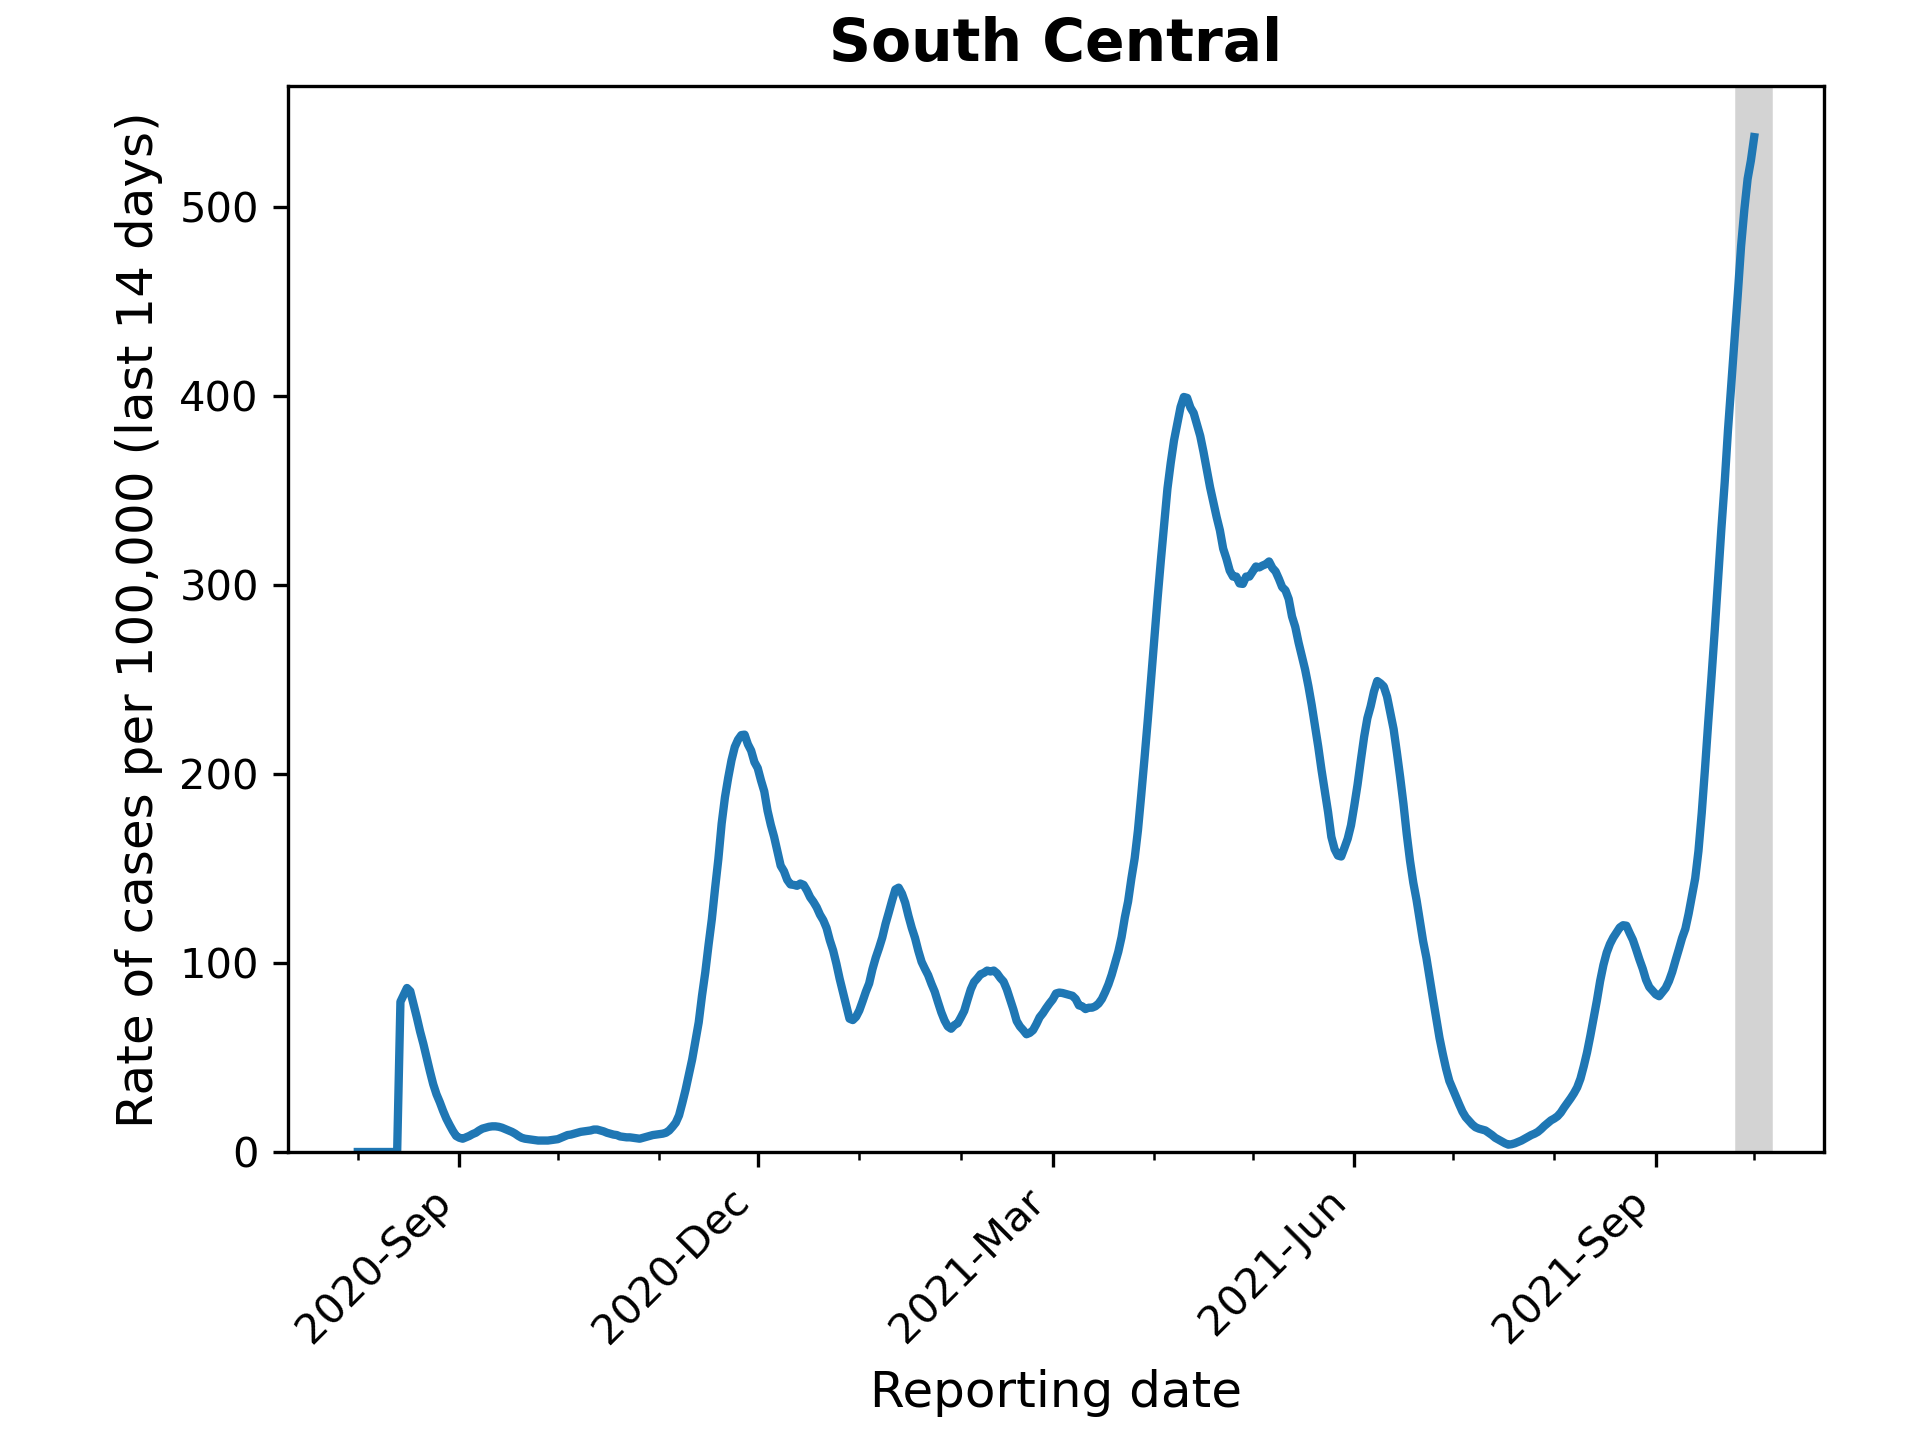 South Central
Rate of cases per 100,000 (last 14 days)
500
400
300
200
100
0
2020-Sep
2020-Dec
2021-Mar
2021-Jun
2021-Sep
Reporting date